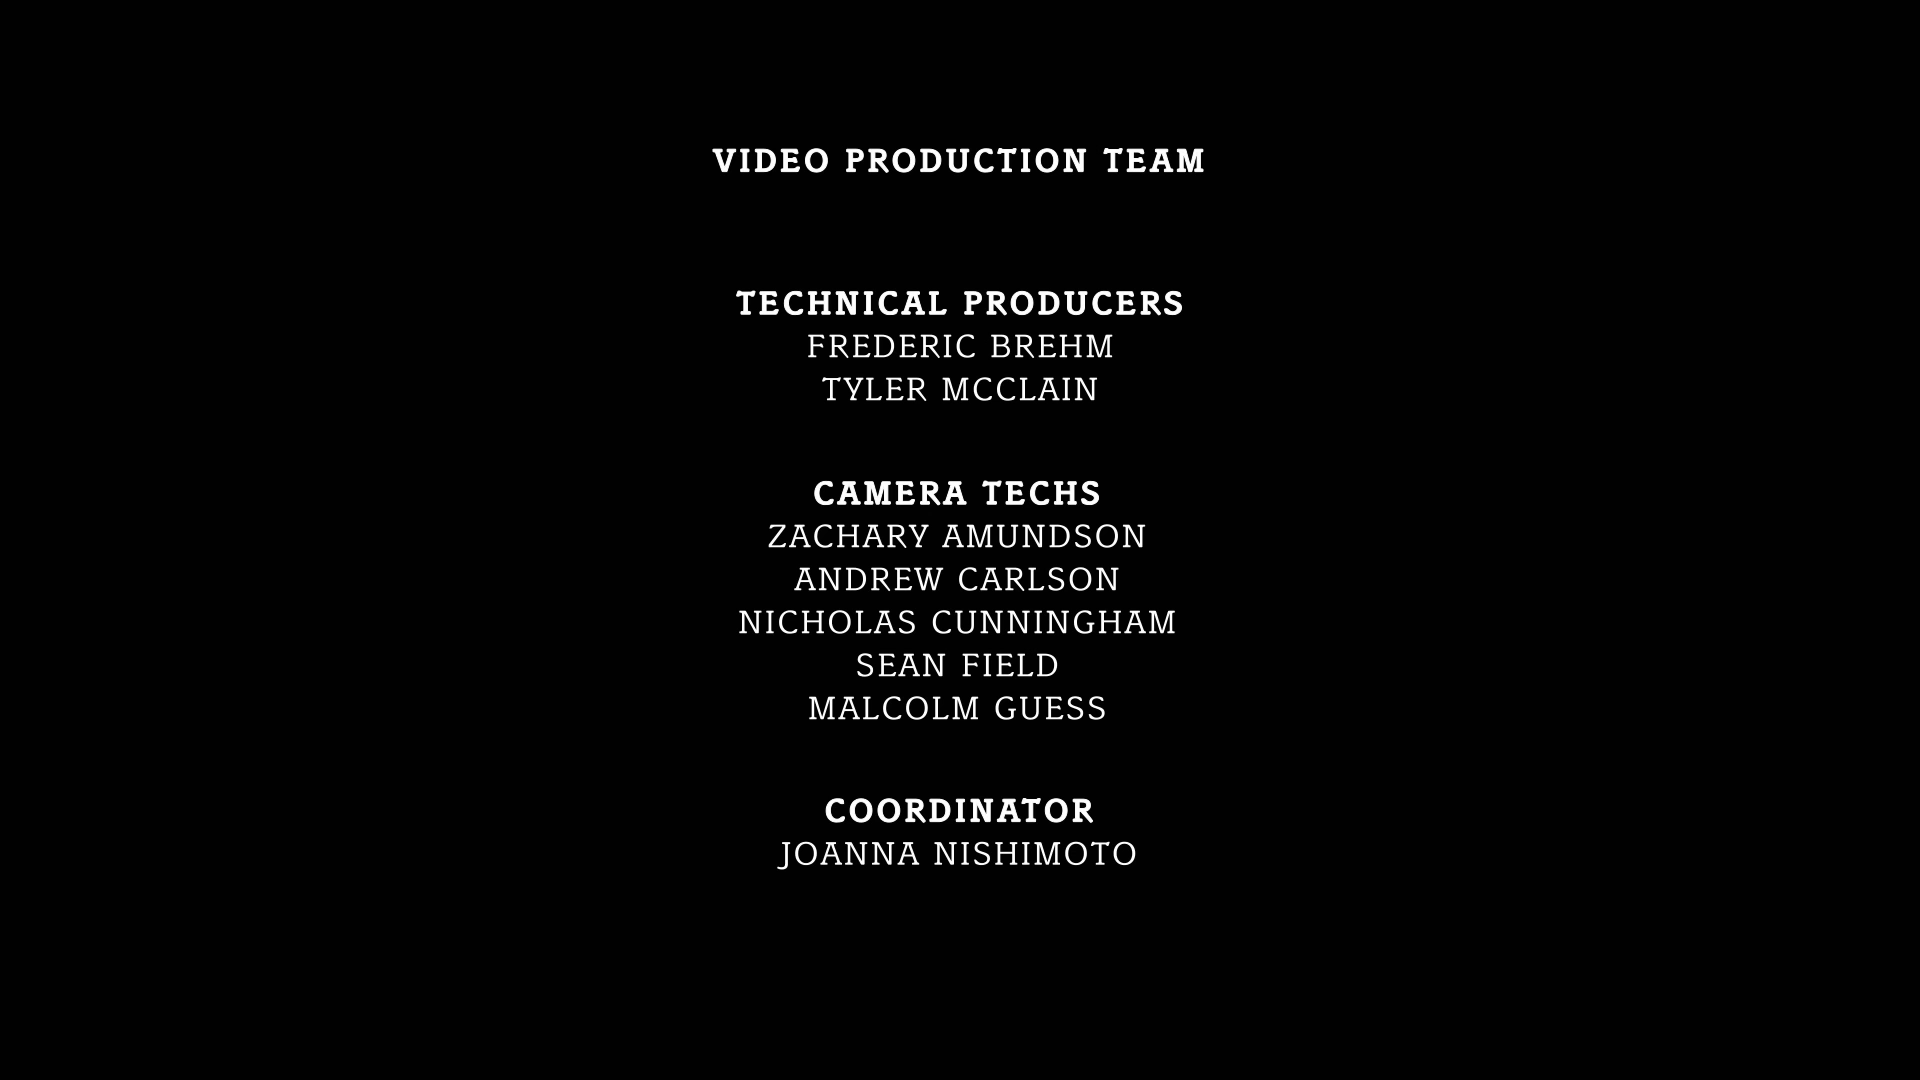 VIDEO PRODUCTION TEAM
TECHNICAL PRODUCERS
FREDERIC BREHM
TYLER MCCLAIN
CAMERA TECHS
ZACHARY AMUNDSON
ANDREW CARLSON
NICHOLAS CUNNINGHAM
SEAN FIELD
MALCOLM GUESS
COORDINATOR
JOANNA NISHIMOTO